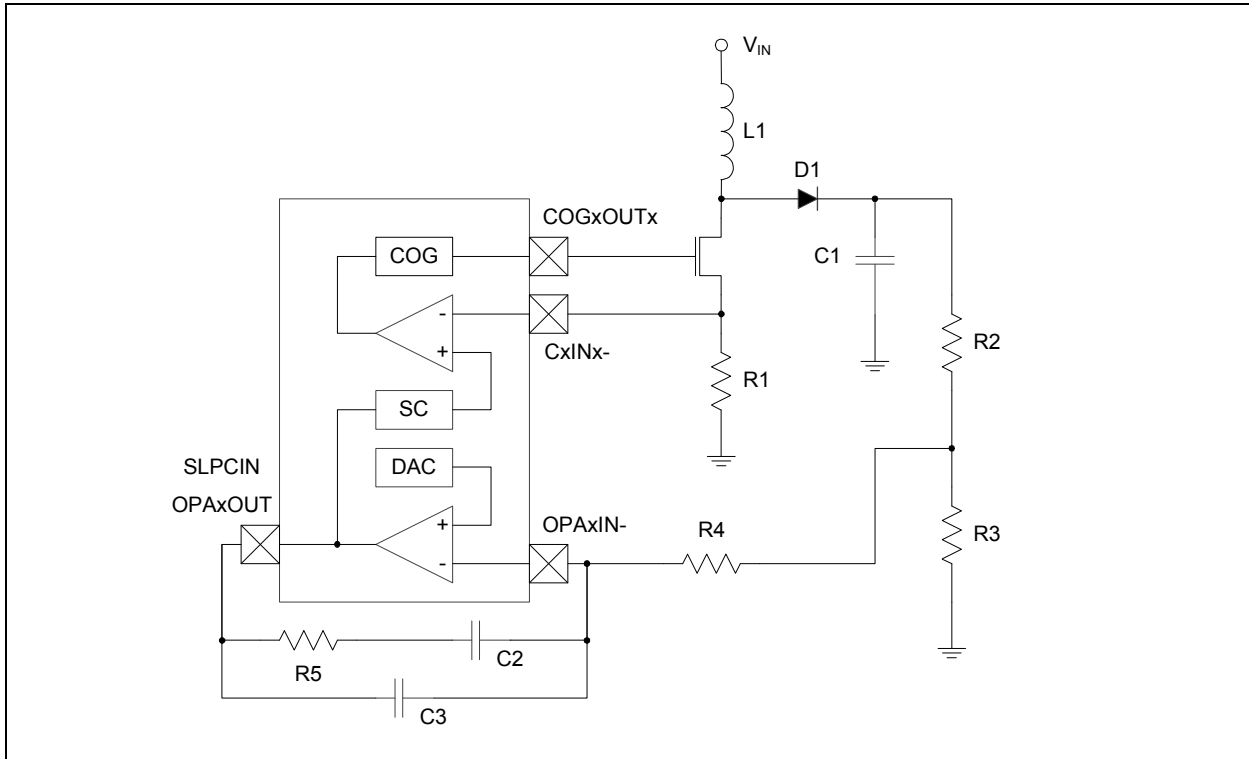 VIN
L1
D1
COGxOUTx
COG
C1
-
+
CxINx-
R2
R1
SC
SLPCIN
DAC
OPAxOUT
OPAxIN-
+
-
R4
R3
R5
C2
C3